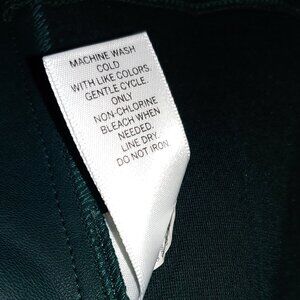 MACHINE WASH
COLD
WITH LIKE COLORS.
GENTLE CYCLE.
ONLY
NON-CHLORINE
BLEACH WHEN
NEEDED.
LINE DRY.
DO NOT IRON.